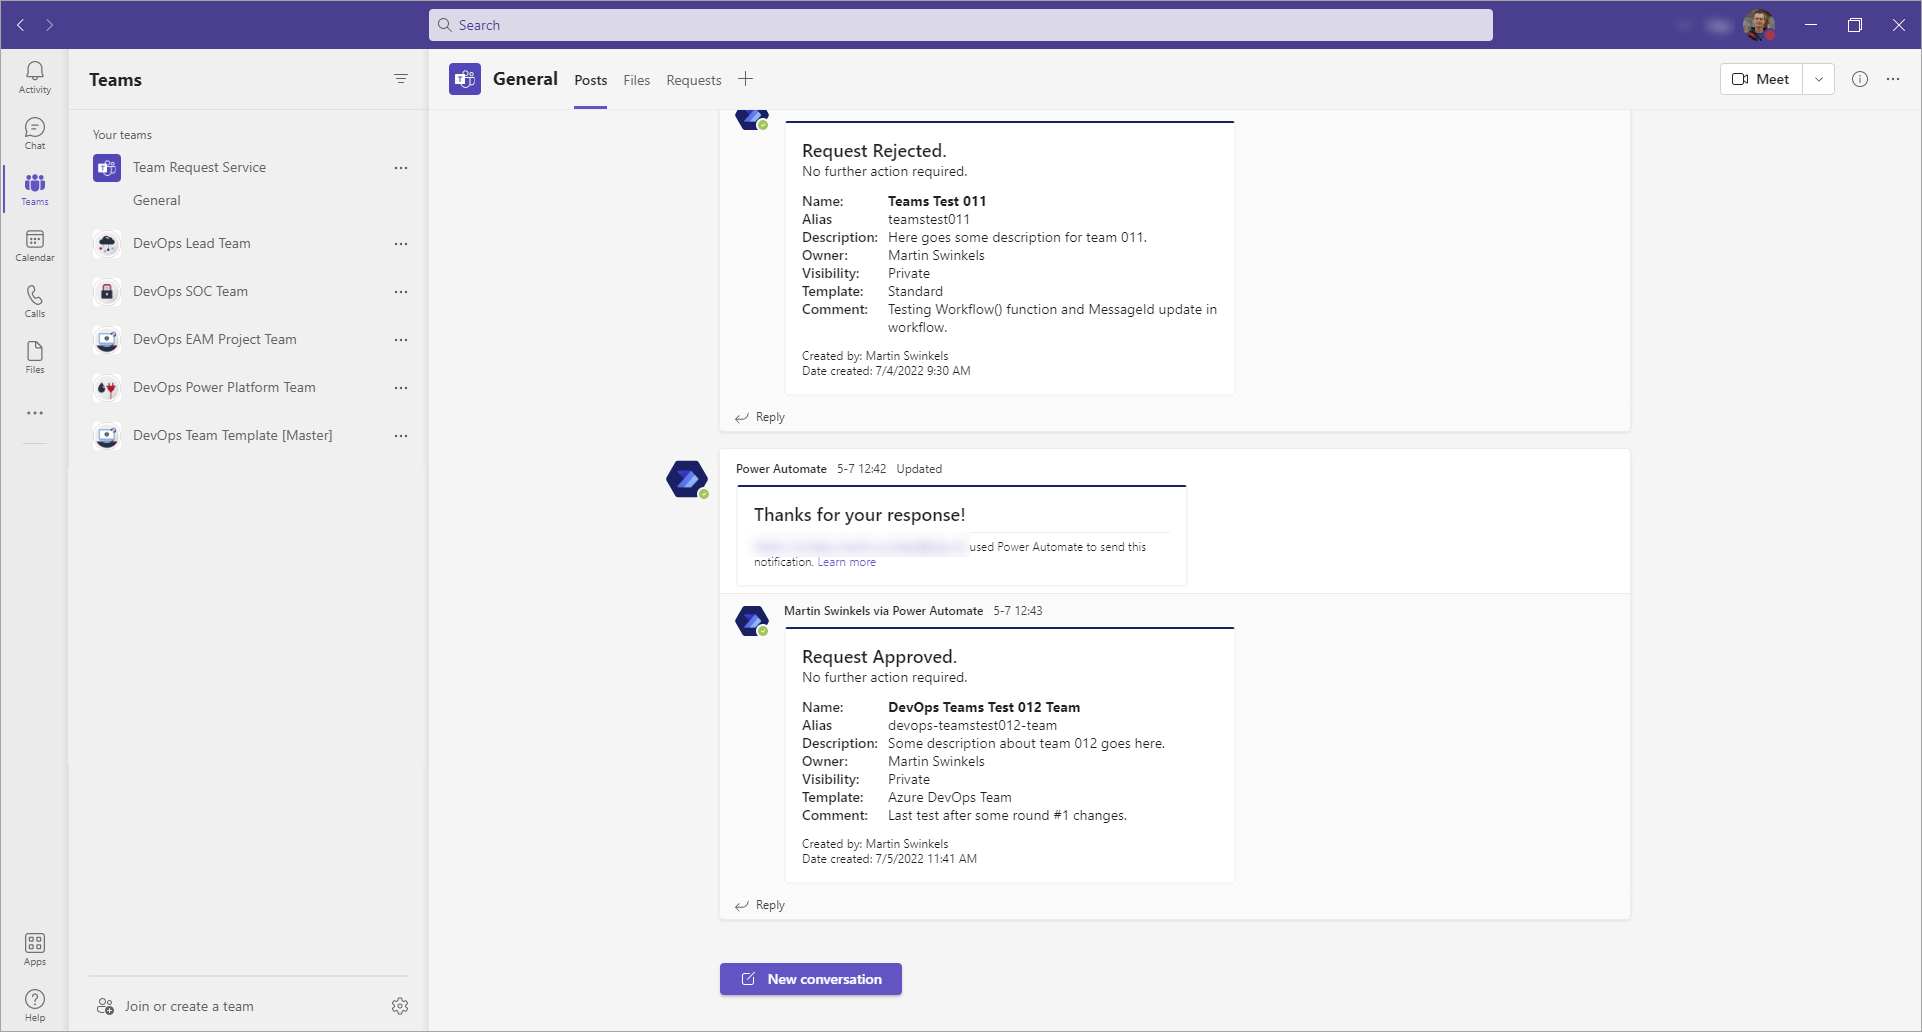 Search
Activity
Chat
Teams
Calendar
Calls
Files
Apps
Help
Teams
Your teams
Team Request Service
General
DevOps Lead Team
DevOps SOC Team
DevOps EAM Project Team
DevOps Power Platform Team
DevOps Team Template [Master]
Join or create a team
General Posts Files Requests
Meet
Request Rejected.
No further action required.
Name: Teams Test 011
Alias teamstest011
Description: Here goes some description for team 011.
Owner: Martin Swinkels
Visibility: Private
Template: Standard
Comment: Testing Workflow() function and MessageId update in
workflow.
Created by: Martin Swinkels
Date created: 7/4/2022 9:30 AM
Reply
Power Automate 5-7 12:42 Updated
Thanks for your response!
used Power Automate to send this
notification. Learn more
Martin Swinkels via Power Automate 5-7 12:43
Request Approved.
No further action required.
Name: DevOps Teams Test 012 Team
Alias devops-teamstest012-team
Description: Some description about team 012 goes here.
Owner: Martin Swinkels
Visibility: Private
Template: Azure DevOps Team
Comment: Last test after some round #1 changes.
Created by: Martin Swinkels
Date created: 7/5/2022 11:41 AM
Reply
New conversation